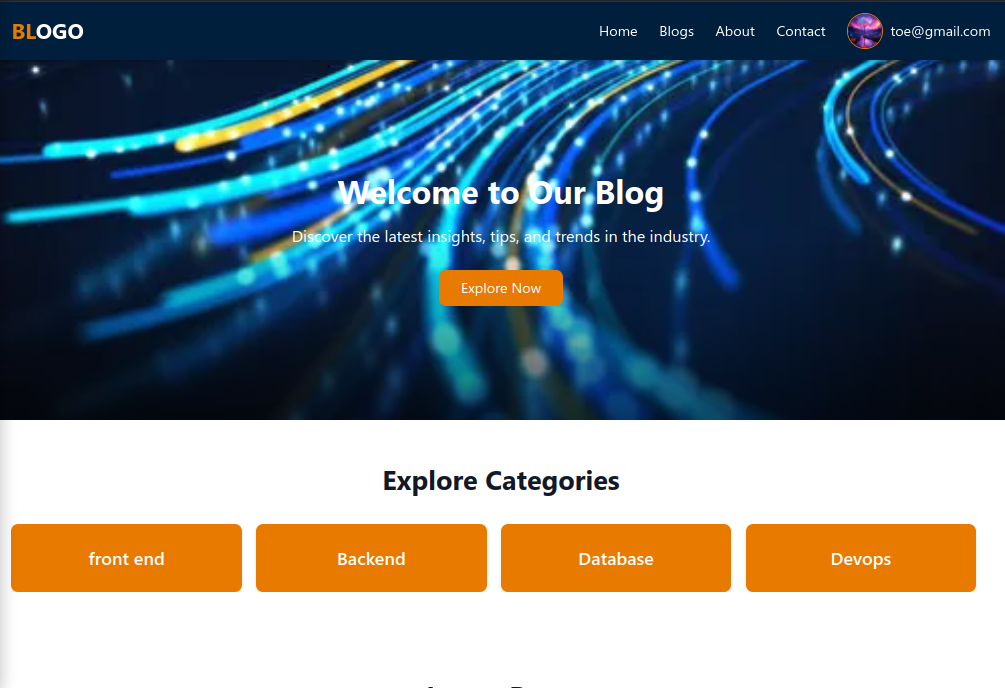 BLOGO
Home Blogs About Contact toe@gmail.com
Welcome to Our Blog
Discover the latest insights, tips, and trends in the industry.
Explore Now
Explore Categories
front end Backend Database Devops